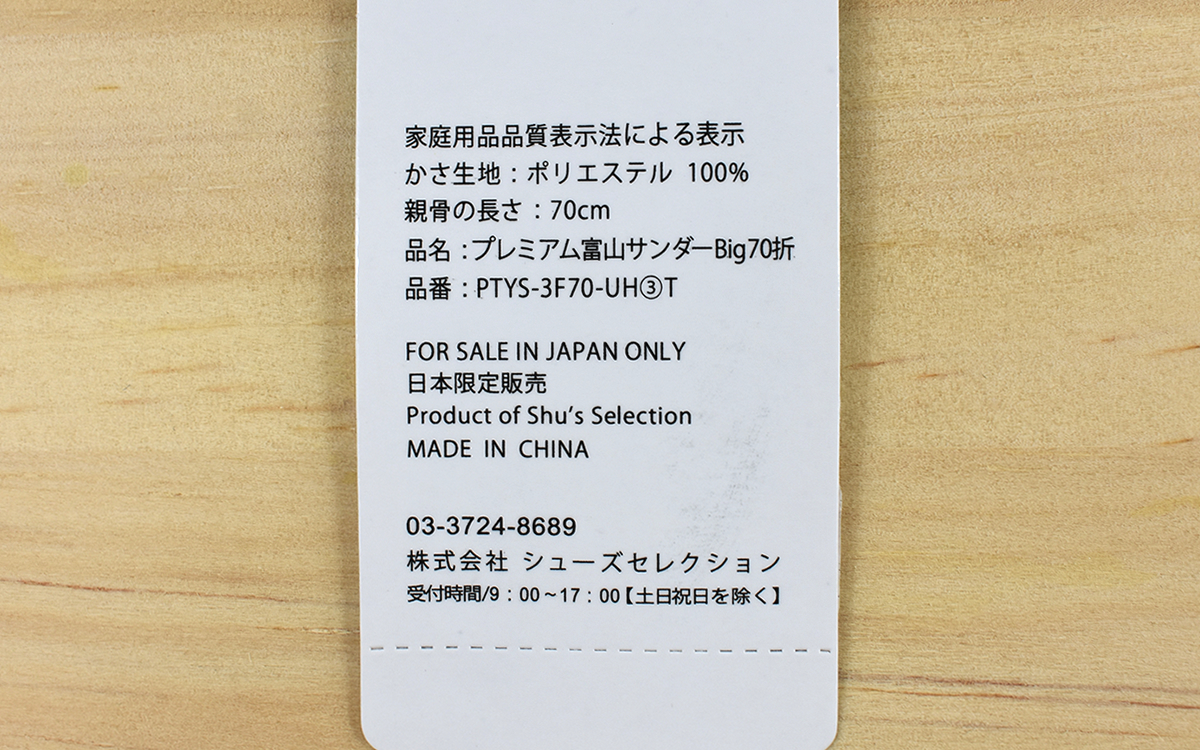 家庭用品品質表示法による表示
かさ生地：ポリエステル 100%
親骨の長さ：70cm
品名：プレミアム富山サンダーBig70折
品番：PTYS-3F70-UH③T
FOR SALE IN JAPAN ONLY
日本限定販売
Product of Shu's Selection
MADE IN CHINA
03-3724-8689
株式会社 シューズセレクション
受付時間/9：00～17：00【土日祝日を除く】